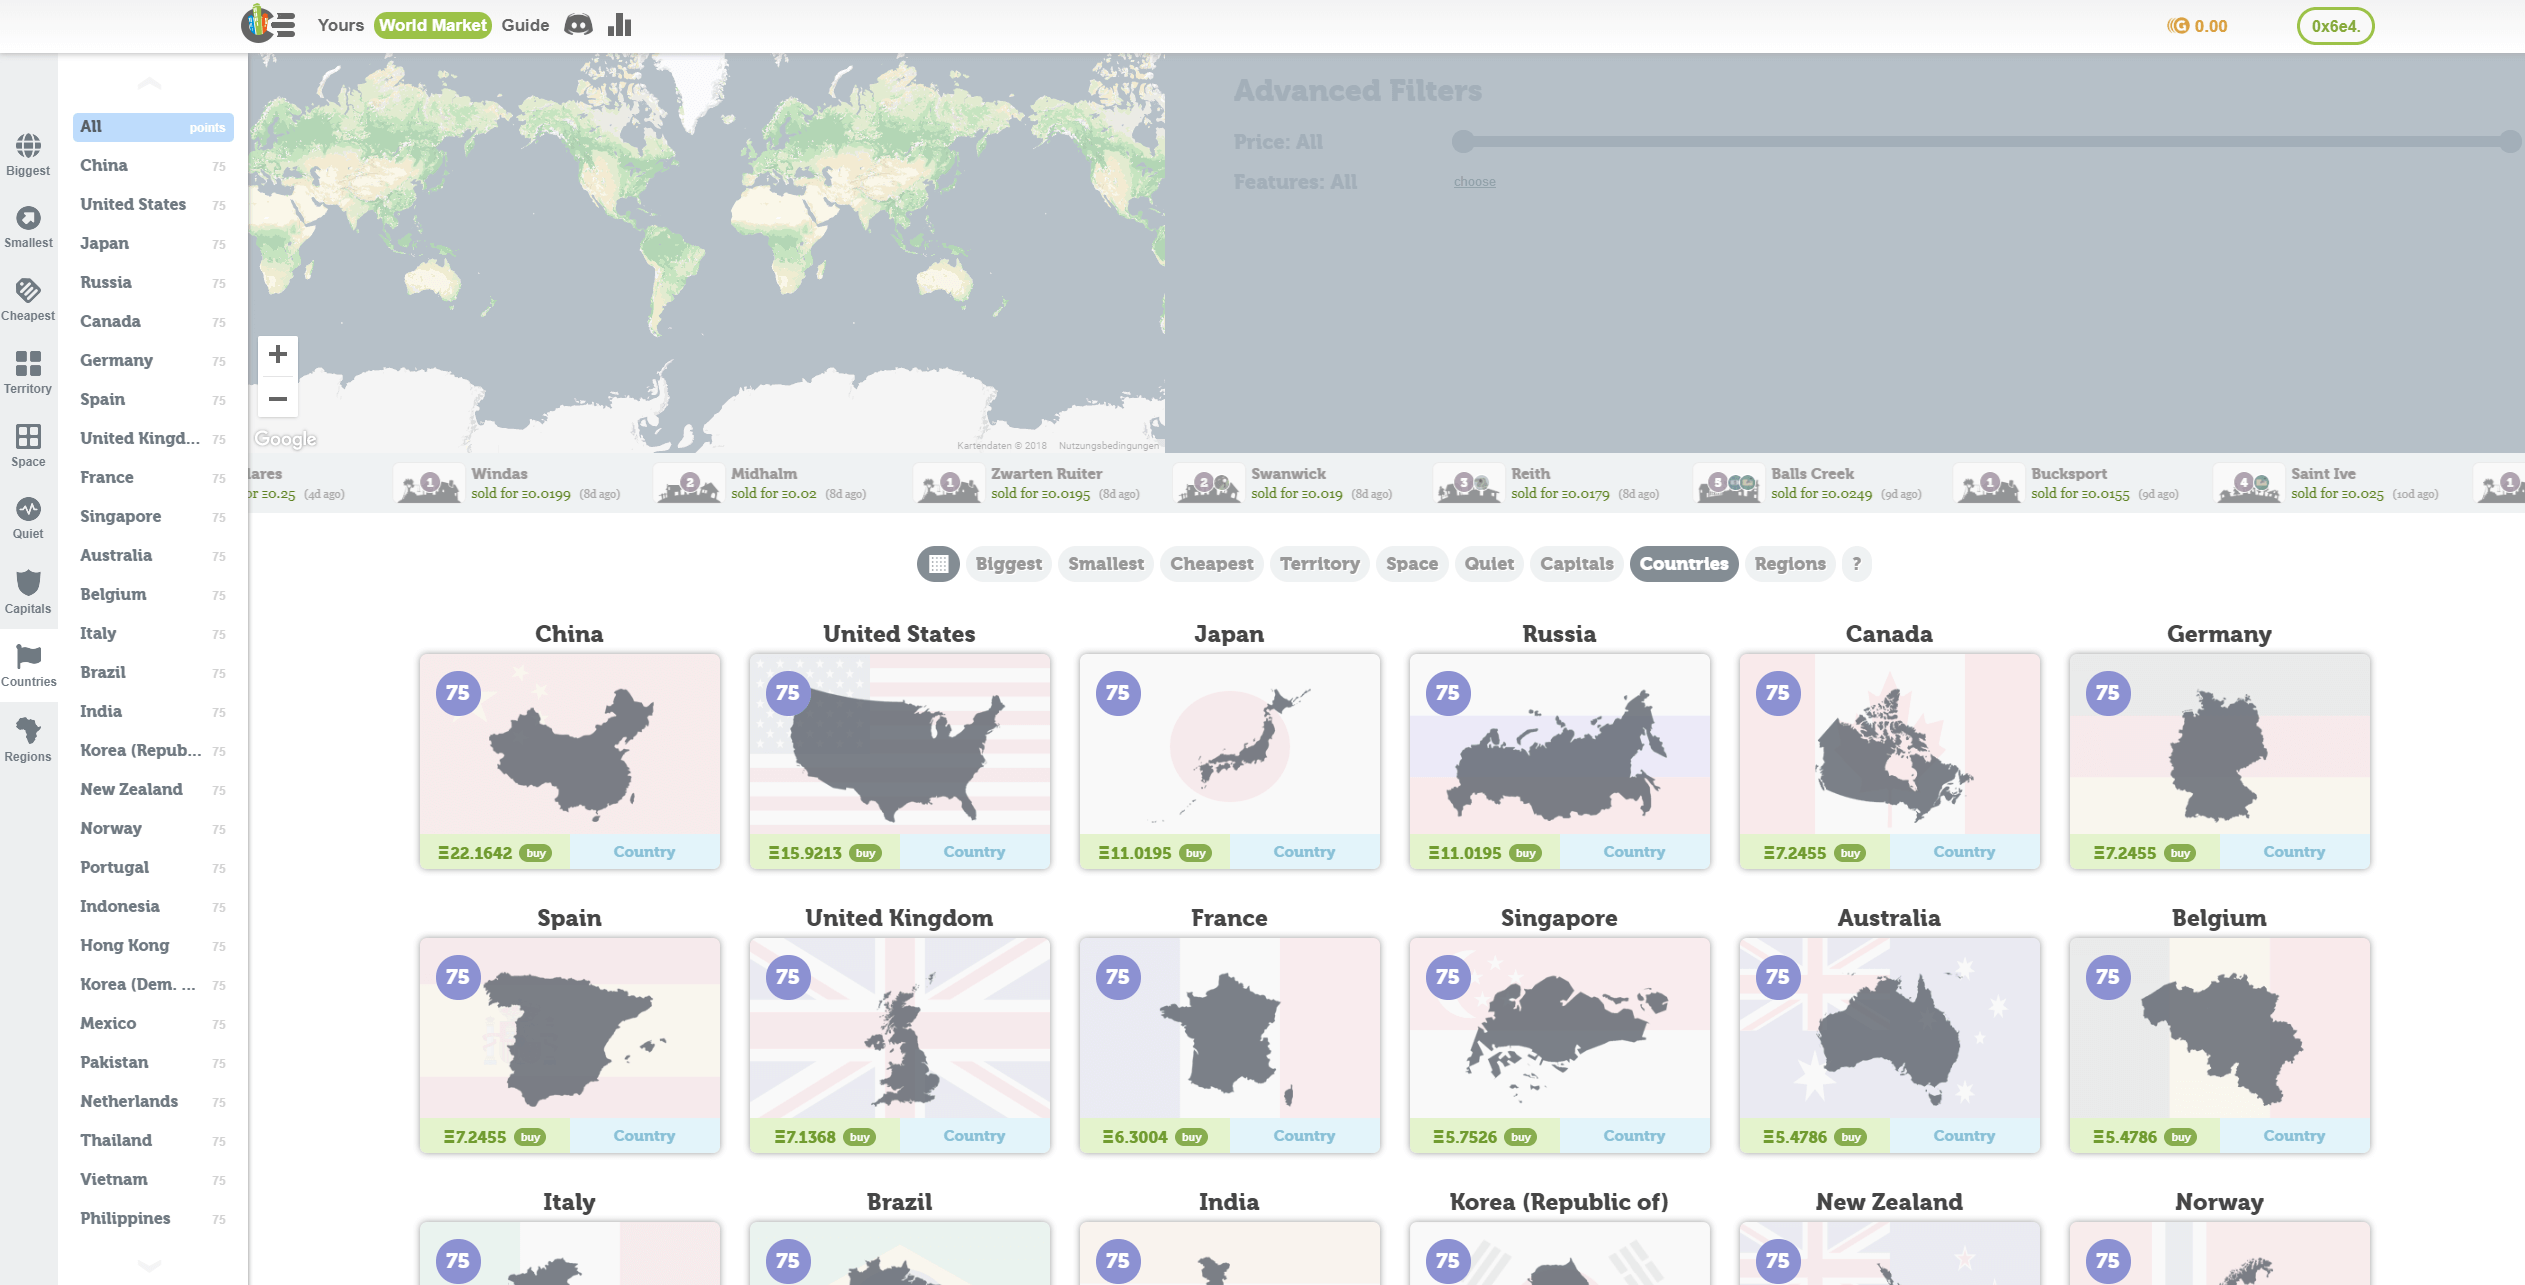 Yours World Market Guide
0.00
0x6e4.
Biggest
Smallest
Cheapest
Territory
Space
Quiet
Capitals
Countries
Regions
All points
China 75
United States 75
Japan 75
Russia 75
Canada 75
Germany 75
Spain 75
United Kingd... 75
France 75
Singapore 75
Australia 75
Belgium 75
Italy 75
Brazil 75
India 75
Korea (Repub... 75
New Zealand 75
Norway 75
Portugal 75
Indonesia 75
Hong Kong 75
Korea (Dem. ... 75
Mexico 75
Pakistan 75
Netherlands 75
Thailand 75
Vietnam 75
Philippines 75
Google
Kartendaten © 2018 Nutzungsbedingungen
Advanced Filters
Price: All
Features: All choose
lares
or Ξ0.25 (4d ago)
1
Windas
sold for Ξ0.0199 (8d ago)
2
Midhalm
sold for Ξ0.02 (8d ago)
1
Zwarten Ruiter
sold for Ξ0.0195 (8d ago)
2
Swanwick
sold for Ξ0.019 (8d ago)
3
Reith
sold for Ξ0.0179 (8d ago)
5
Balls Creek
sold for Ξ0.0249 (9d ago)
1
Bucksport
sold for Ξ0.0155 (9d ago)
4
Saint Ive
sold for Ξ0.025 (10d ago)
1
Biggest Smallest Cheapest Territory Space Quiet Capitals Countries Regions ?
China United States Japan Russia Canada Germany
75 75 75 75 75 75
Ξ22.1642 buy Country Ξ15.9213 buy Country Ξ11.0195 buy Country Ξ11.0195 buy Country Ξ7.2455 buy Country Ξ7.2455 buy Country
Spain United Kingdom France Singapore Australia Belgium
75 75 75 75 75 75
Ξ7.2455 buy Country Ξ7.1368 buy Country Ξ6.3004 buy Country Ξ5.7526 buy Country Ξ5.4786 buy Country Ξ5.4786 buy Country
Italy Brazil India Korea (Republic of) New Zealand Norway
75 75 75 75 75 75